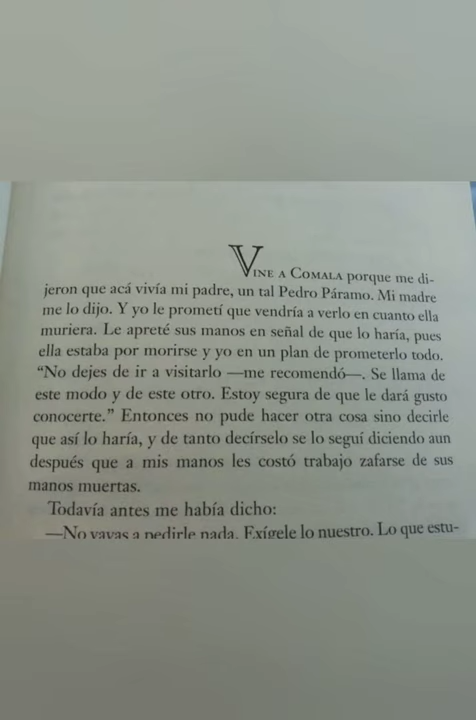 VINE A COMALA porque me di-
jeron que acá vivía mi padre, un tal Pedro Páramo. Mi madre
me lo dijo. Y yo le prometí que vendría a verlo en cuanto ella
muriera. Le apreté sus manos en señal de que lo haría, pues
ella estaba por morirse y yo en un plan de prometerlo todo.
“No dejes de ir a visitarlo —me recomendó—. Se llama de
este modo y de este otro. Estoy segura de que le dará gusto
conocerte.” Entonces no pude hacer otra cosa sino decirle
que así lo haría, y de tanto decírselo se lo seguí diciendo aun
después que a mis manos les costó trabajo zafarse de sus
manos muertas.
Todavía antes me había dicho:
—No vayas a pedirle nada. Exígele lo nuestro. Lo que estu-